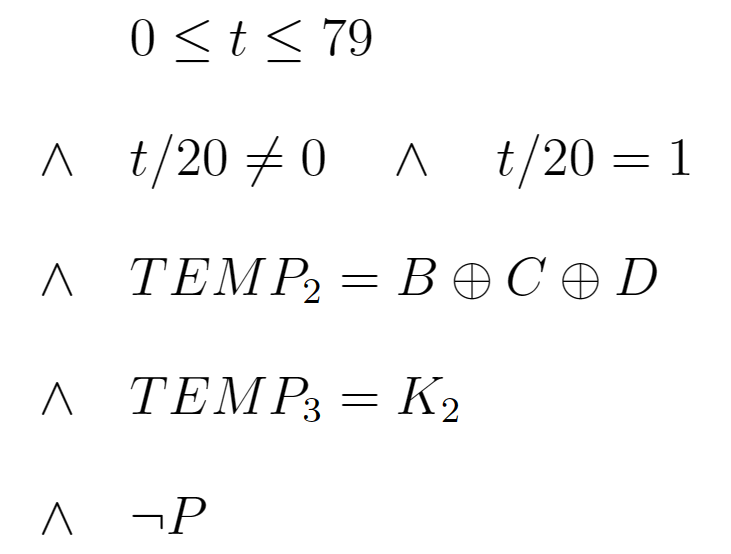 0 ≤ t ≤ 79
∧ t/20 ≠ 0 ∧ t/20 = 1
∧ TEMP₂ = B ⊕ C ⊕ D
∧ TEMP₃ = K₂
∧ ¬P